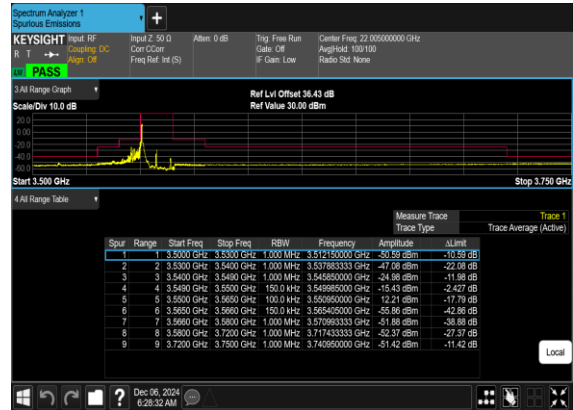 Spectrum Analyzer 1
Spurious Emissions
KEYSIGHT Input: RF
R T Coupling: DC
Align: Off
LW PASS
Input Z: 50 Ω
Corr CCorr
Freq Ref: Int (S)
Atten: 0 dB
Trig: Free Run
Gate: Off
IF Gain: Low
Center Freq: 22.005000000 GHz
Avg|Hold: 100/100
Radio Std: None
3 All Range Graph
Scale/Div 10.0 dB
Ref Lvl Offset 36.43 dB
Ref Value 30.00 dBm
20.0
0.00
-20.0
-40.0
-60.0
Start 3.500 GHz
Stop 3.750 GHz
4 All Range Table
Measure Trace Trace 1
Trace Type Trace Average (Active)
Spur Range Start Freq Stop Freq RBW Frequency Amplitude ΔLimit
1 1 3.5000 GHz 3.5300 GHz 1.000 MHz 3.512150000 GHz -50.59 dBm -10.59 dB
2 2 3.5300 GHz 3.5400 GHz 1.000 MHz 3.537883333 GHz -47.08 dBm -22.08 dB
3 3 3.5400 GHz 3.5490 GHz 1.000 MHz 3.545850000 GHz -24.98 dBm -11.98 dB
4 4 3.5490 GHz 3.5500 GHz 150.0 kHz 3.549985000 GHz -15.43 dBm -2.427 dB
5 5 3.5500 GHz 3.5650 GHz 100.0 kHz 3.550950000 GHz 12.21 dBm -17.79 dB
6 6 3.5650 GHz 3.5660 GHz 150.0 kHz 3.565405000 GHz -55.86 dBm -42.86 dB
7 7 3.5660 GHz 3.5800 GHz 1.000 MHz 3.570993333 GHz -51.88 dBm -38.88 dB
8 8 3.5800 GHz 3.7200 GHz 1.000 MHz 3.717433333 GHz -52.37 dBm -27.37 dB
9 9 3.7200 GHz 3.7500 GHz 1.000 MHz 3.740950000 GHz -51.42 dBm -11.42 dB
Local
Dec 06, 2024
6:28:32 AM